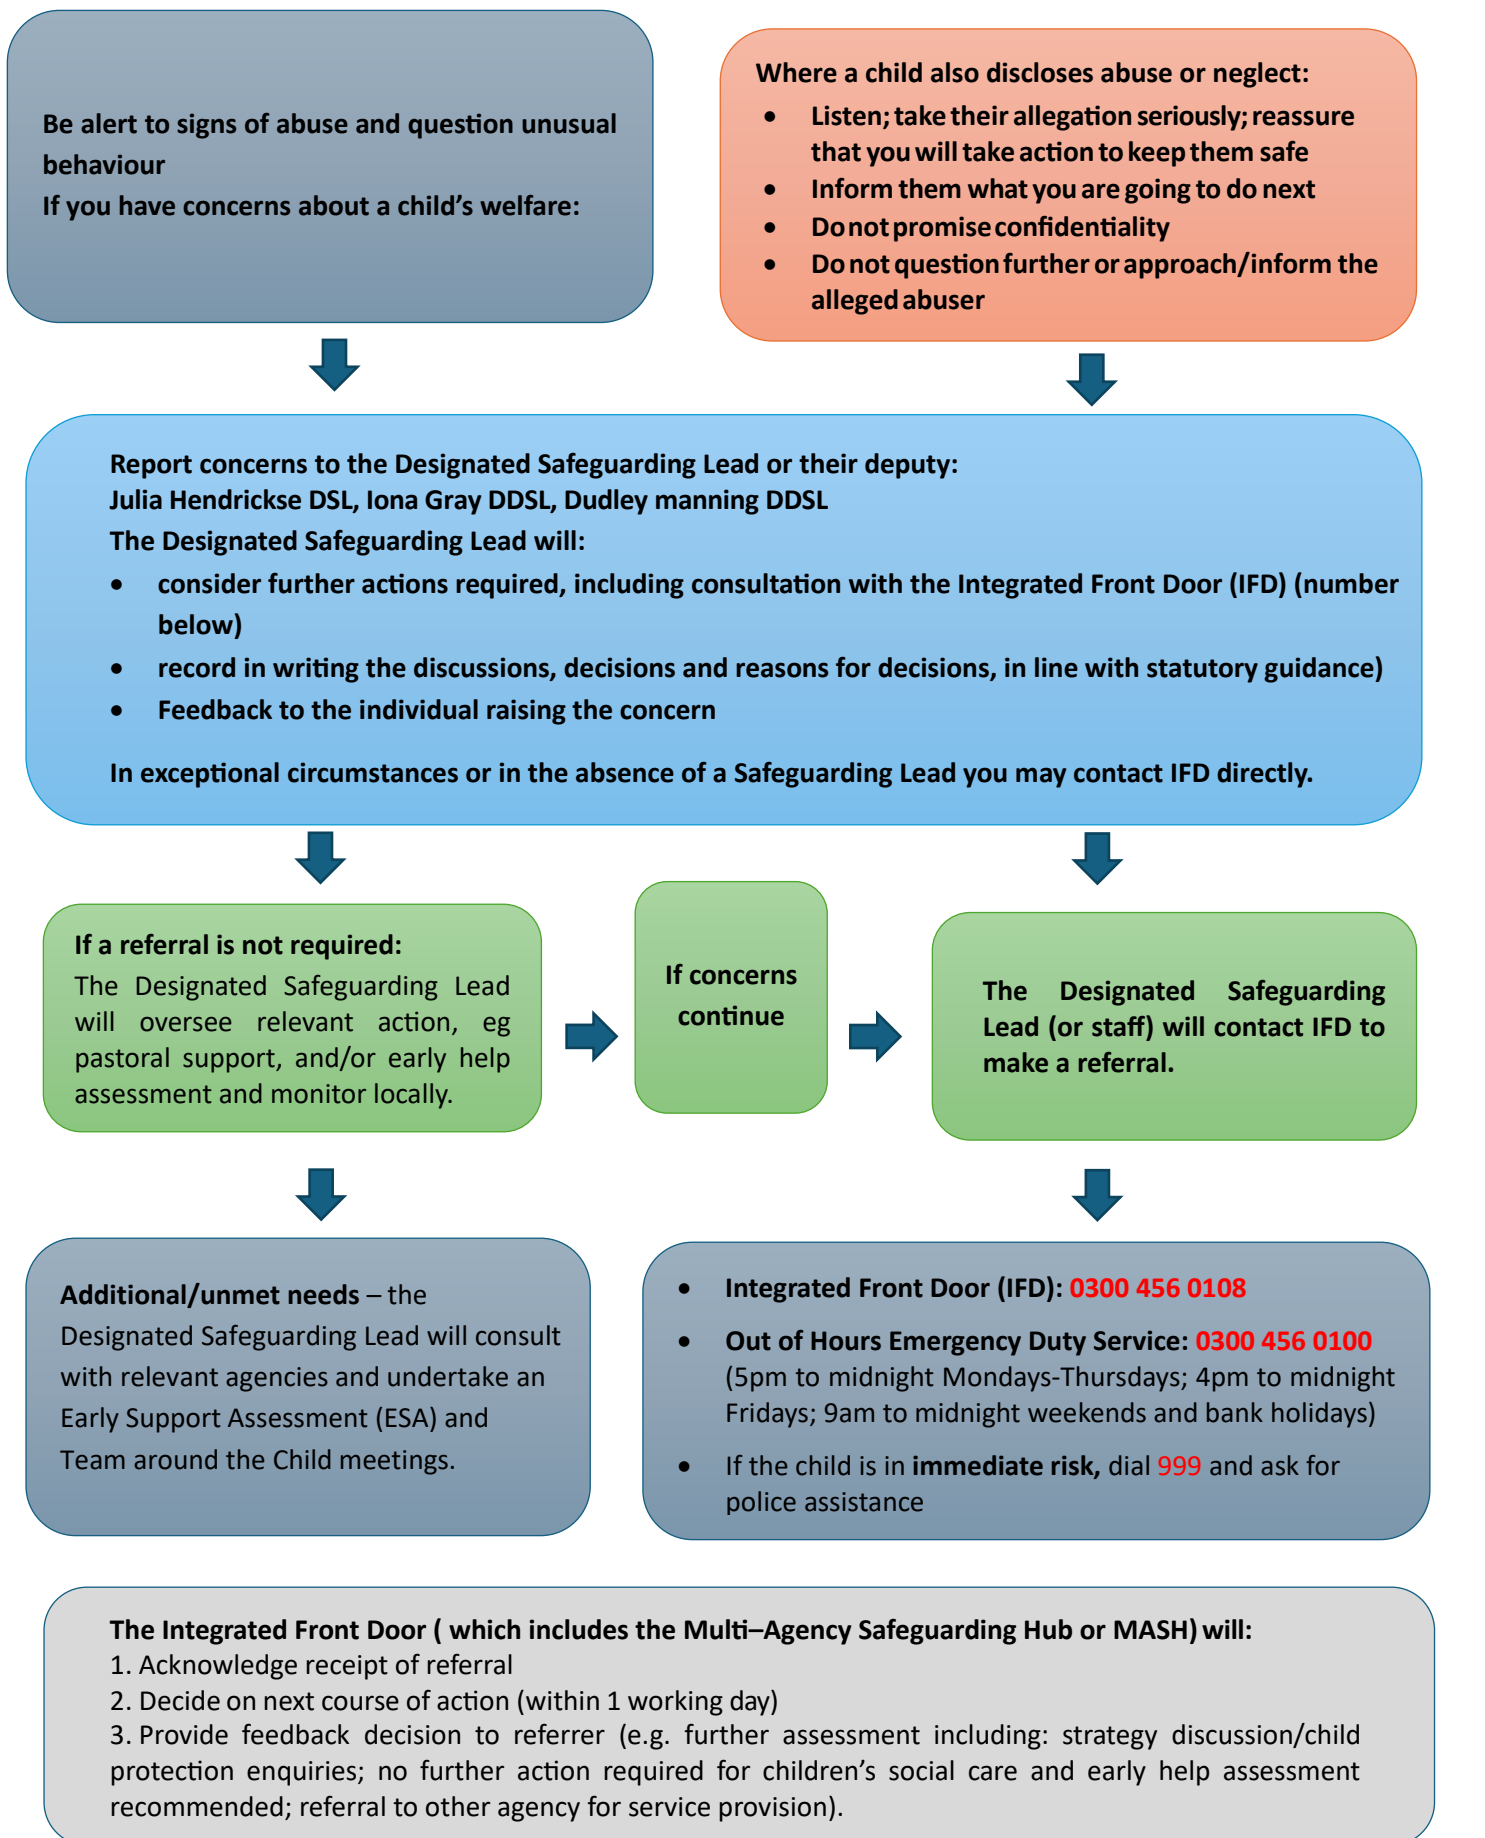 Be alert to signs of abuse and question unusual
behaviour
If you have concerns about a child’s welfare:
Where a child also discloses abuse or neglect:
• Listen; take their allegation seriously; reassure
that you will take action to keep them safe
• Inform them what you are going to do next
• Do not promise confidentiality
• Do not question further or approach/inform the
alleged abuser
Report concerns to the Designated Safeguarding Lead or their deputy:
Julia Hendrickse DSL, Iona Gray DDSL, Dudley manning DDSL
The Designated Safeguarding Lead will:
• consider further actions required, including consultation with the Integrated Front Door (IFD) (number
below)
• record in writing the discussions, decisions and reasons for decisions, in line with statutory guidance)
• Feedback to the individual raising the concern
In exceptional circumstances or in the absence of a Safeguarding Lead you may contact IFD directly.
If a referral is not required:
The Designated Safeguarding Lead
will oversee relevant action, eg
pastoral support, and/or early help
assessment and monitor locally.
If concerns
continue
The Designated Safeguarding
Lead (or staff) will contact IFD to
make a referral.
Additional/unmet needs – the
Designated Safeguarding Lead will consult
with relevant agencies and undertake an
Early Support Assessment (ESA) and
Team around the Child meetings.
• Integrated Front Door (IFD): 0300 456 0108
• Out of Hours Emergency Duty Service: 0300 456 0100
(5pm to midnight Mondays-Thursdays; 4pm to midnight
Fridays; 9am to midnight weekends and bank holidays)
• If the child is in immediate risk, dial 999 and ask for
police assistance
The Integrated Front Door ( which includes the Multi–Agency Safeguarding Hub or MASH) will:
1. Acknowledge receipt of referral
2. Decide on next course of action (within 1 working day)
3. Provide feedback decision to referrer (e.g. further assessment including: strategy discussion/child
protection enquiries; no further action required for children’s social care and early help assessment
recommended; referral to other agency for service provision).